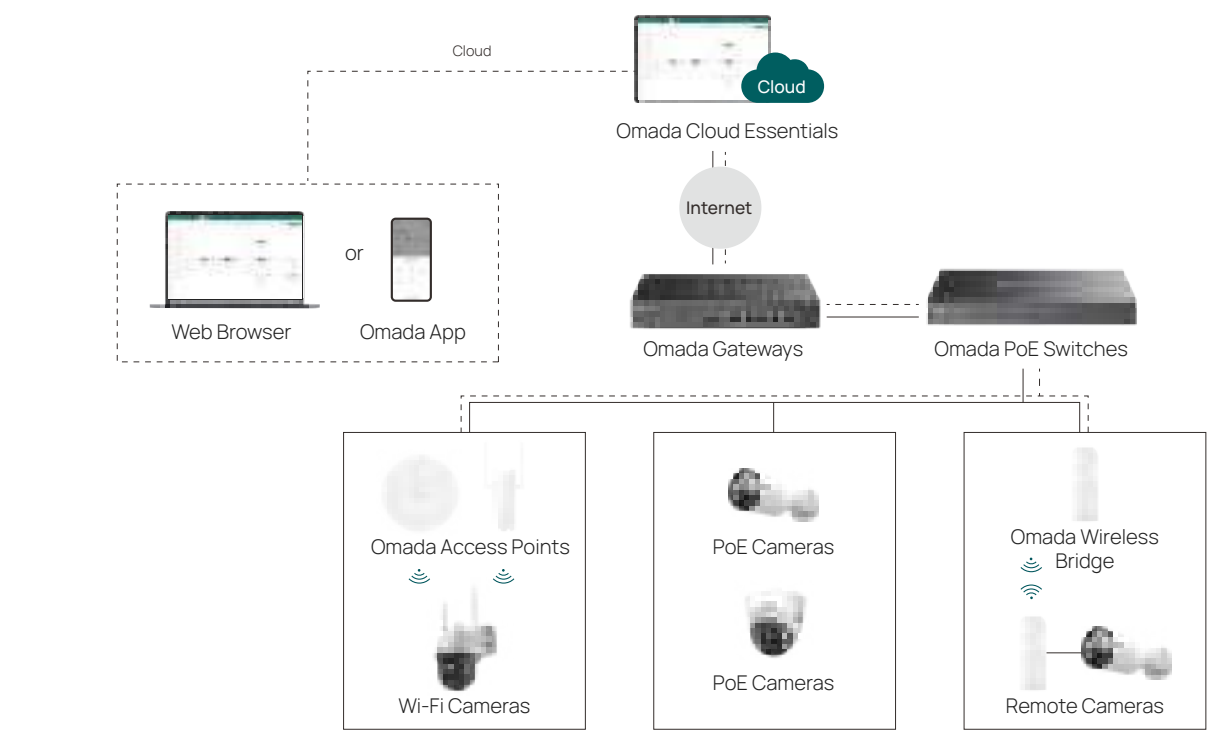 Cloud
Cloud
Omada Cloud Essentials
Internet
or
Web Browser
Omada App
Omada Gateways
Omada PoE Switches
Omada Access Points
Wi-Fi Cameras
PoE Cameras
PoE Cameras
Omada Wireless
Bridge
Remote Cameras